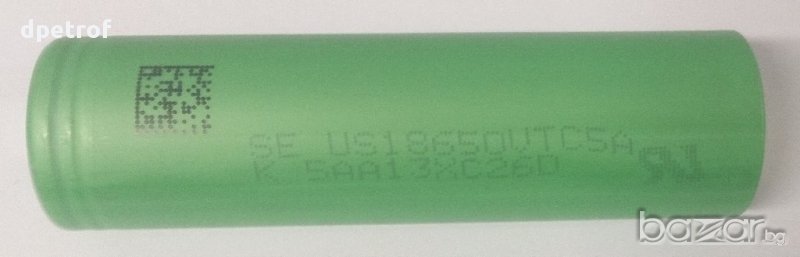 dpetrof
SE US18650VTC5A
K 5AA13XC26D
bazar.bg